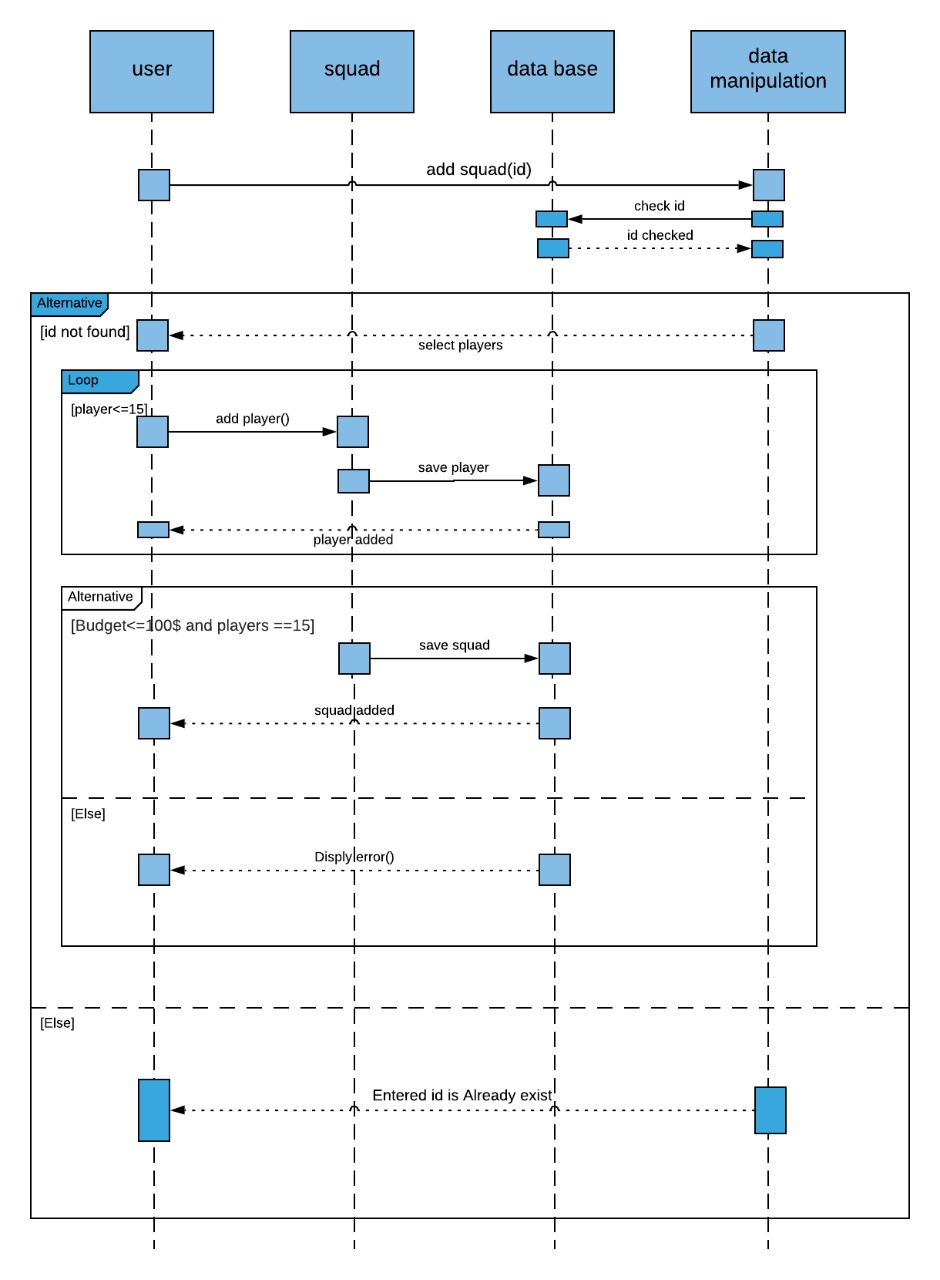 user
squad
data base
data
manipulation
add squad(id)
check id
id checked
Alternative
[id not found]
select players
Loop
[player<=15]
add player()
save player
player added
Alternative
[Budget<=100$ and players ==15]
save squad
squad added
[Else]
Disply error()
[Else]
Entered id is Already exist